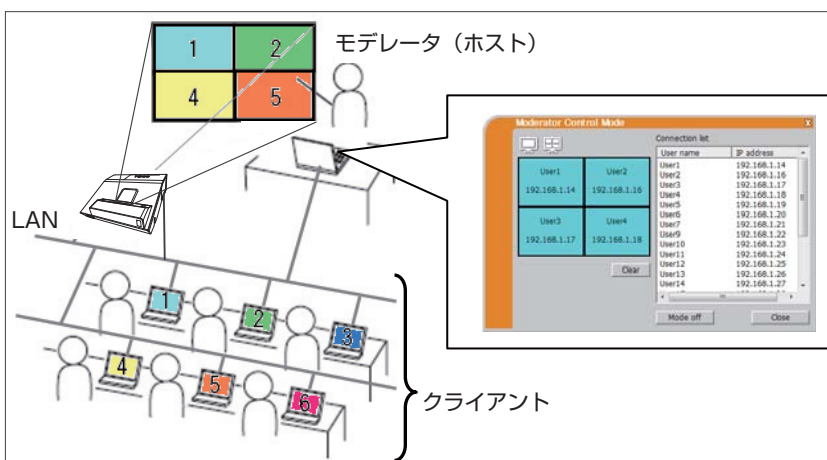 1
2
4
5
モデレータ（ホスト）
LAN
1
2
3
4
5
6
クライアント
Moderator Control Mode X
Connection list
User name IP address
User1 192.168.1.14
User2 192.168.1.16
User3 192.168.1.17
User4 192.168.1.18
User5 192.168.1.19
User6 192.168.1.20
User7 192.168.1.21
User9 192.168.1.22
User10 192.168.1.23
User11 192.168.1.24
User12 192.168.1.25
User13 192.168.1.26
User14 192.168.1.27
User1
192.168.1.14
User2
192.168.1.16
User3
192.168.1.17
User4
192.168.1.18
Clear
Mode off
Close